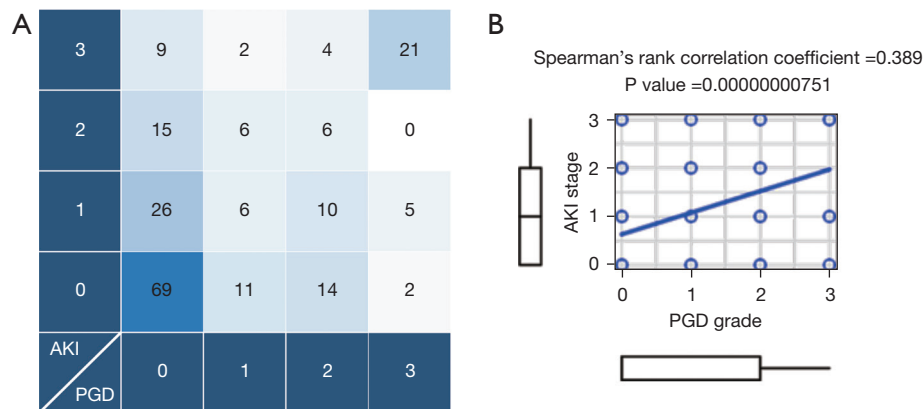 A
3 9 2 4 21
2 15 6 6 0
1 26 6 10 5
0 69 11 14 2
AKI
PGD
0 1 2 3
B
Spearman's rank correlation coefficient =0.389
P value =0.00000000751
3
2
1
0
AKI stage
0 1 2 3
PGD grade